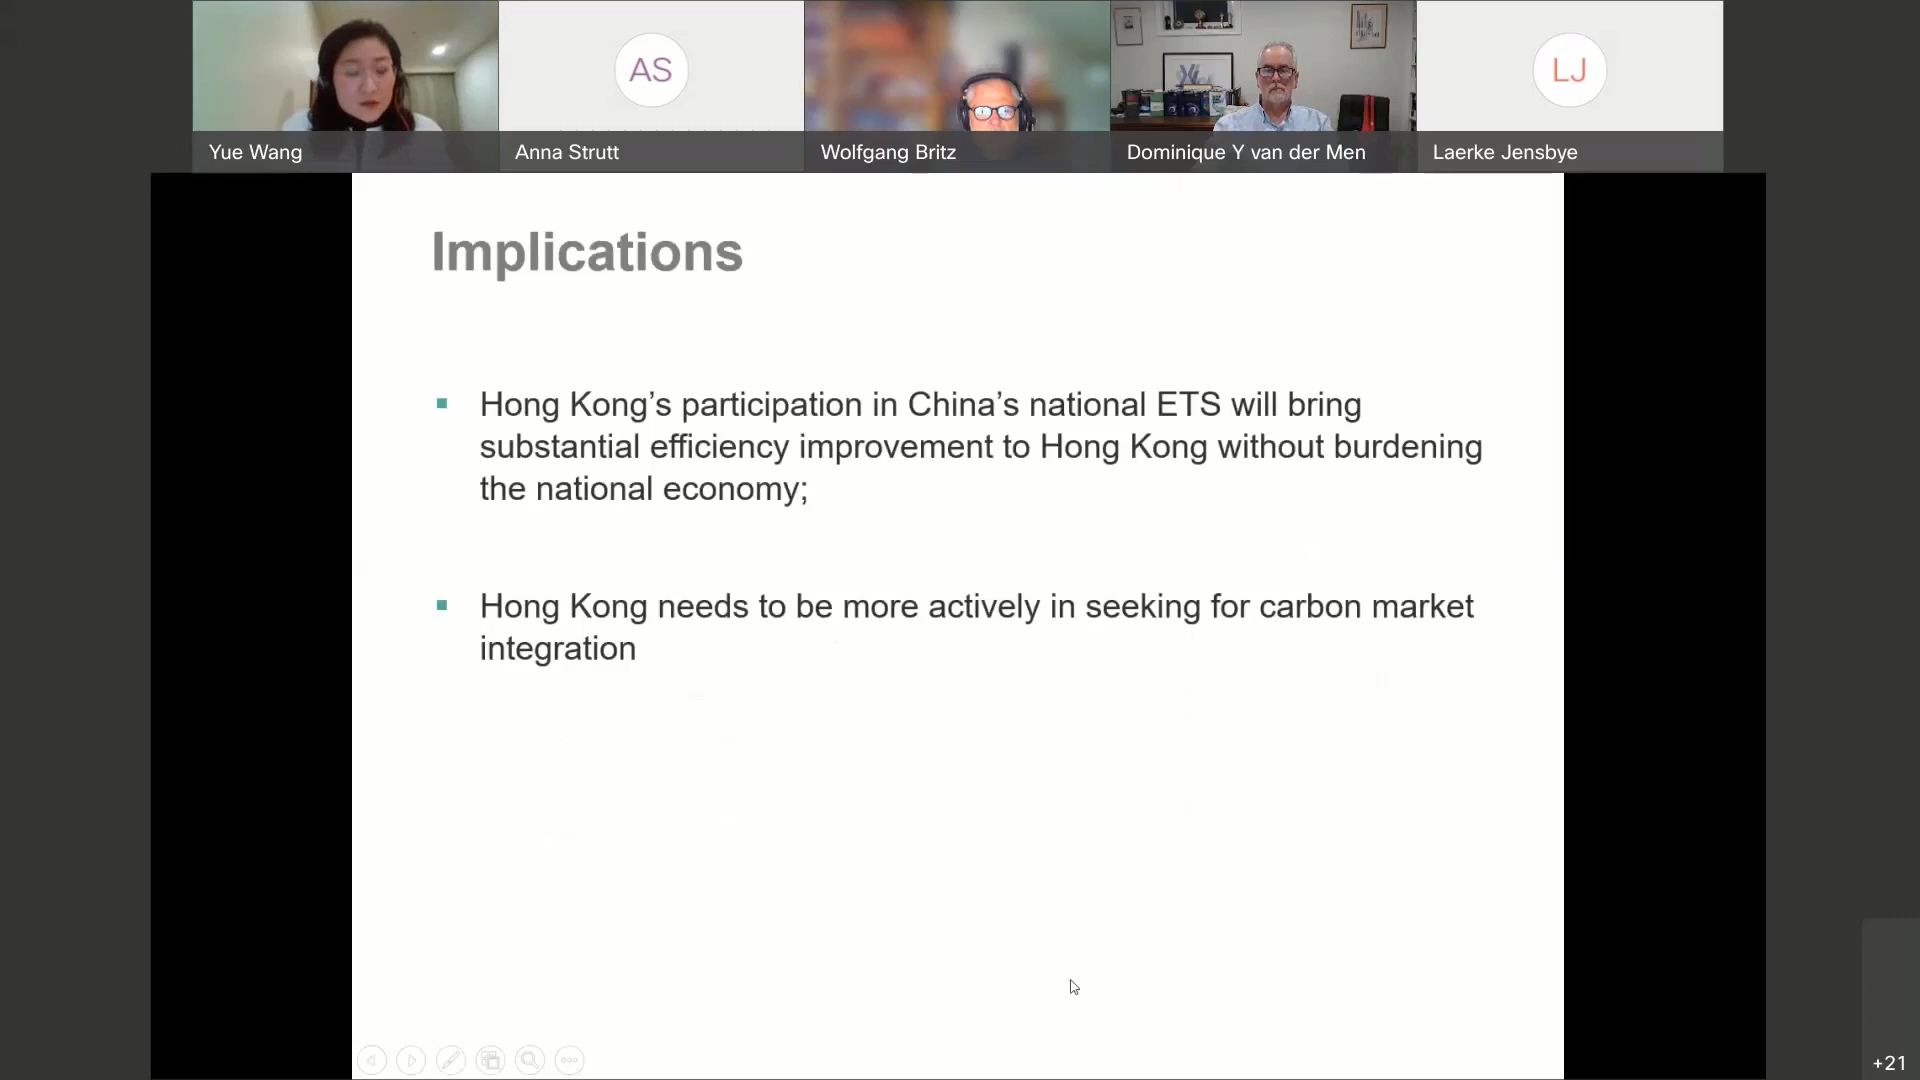 AS
LJ
Yue Wang
Anna Strutt
Wolfgang Britz
Dominique Y van der Men
Laerke Jensbye
Implications
Hong Kong’s participation in China’s national ETS will bring
substantial efficiency improvement to Hong Kong without burdening
the national economy;
Hong Kong needs to be more actively in seeking for carbon market
integration
+21